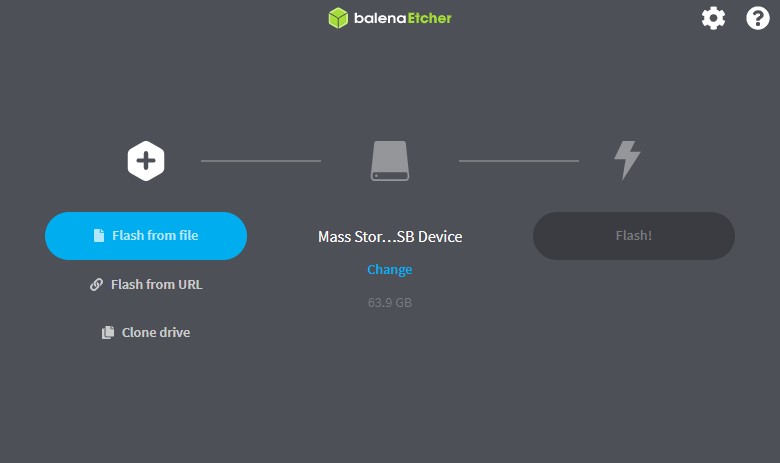 balenaEtcher
Flash from file
Mass Stor...SB Device
Flash!
Flash from URL
Change
63.9 GB
Clone drive